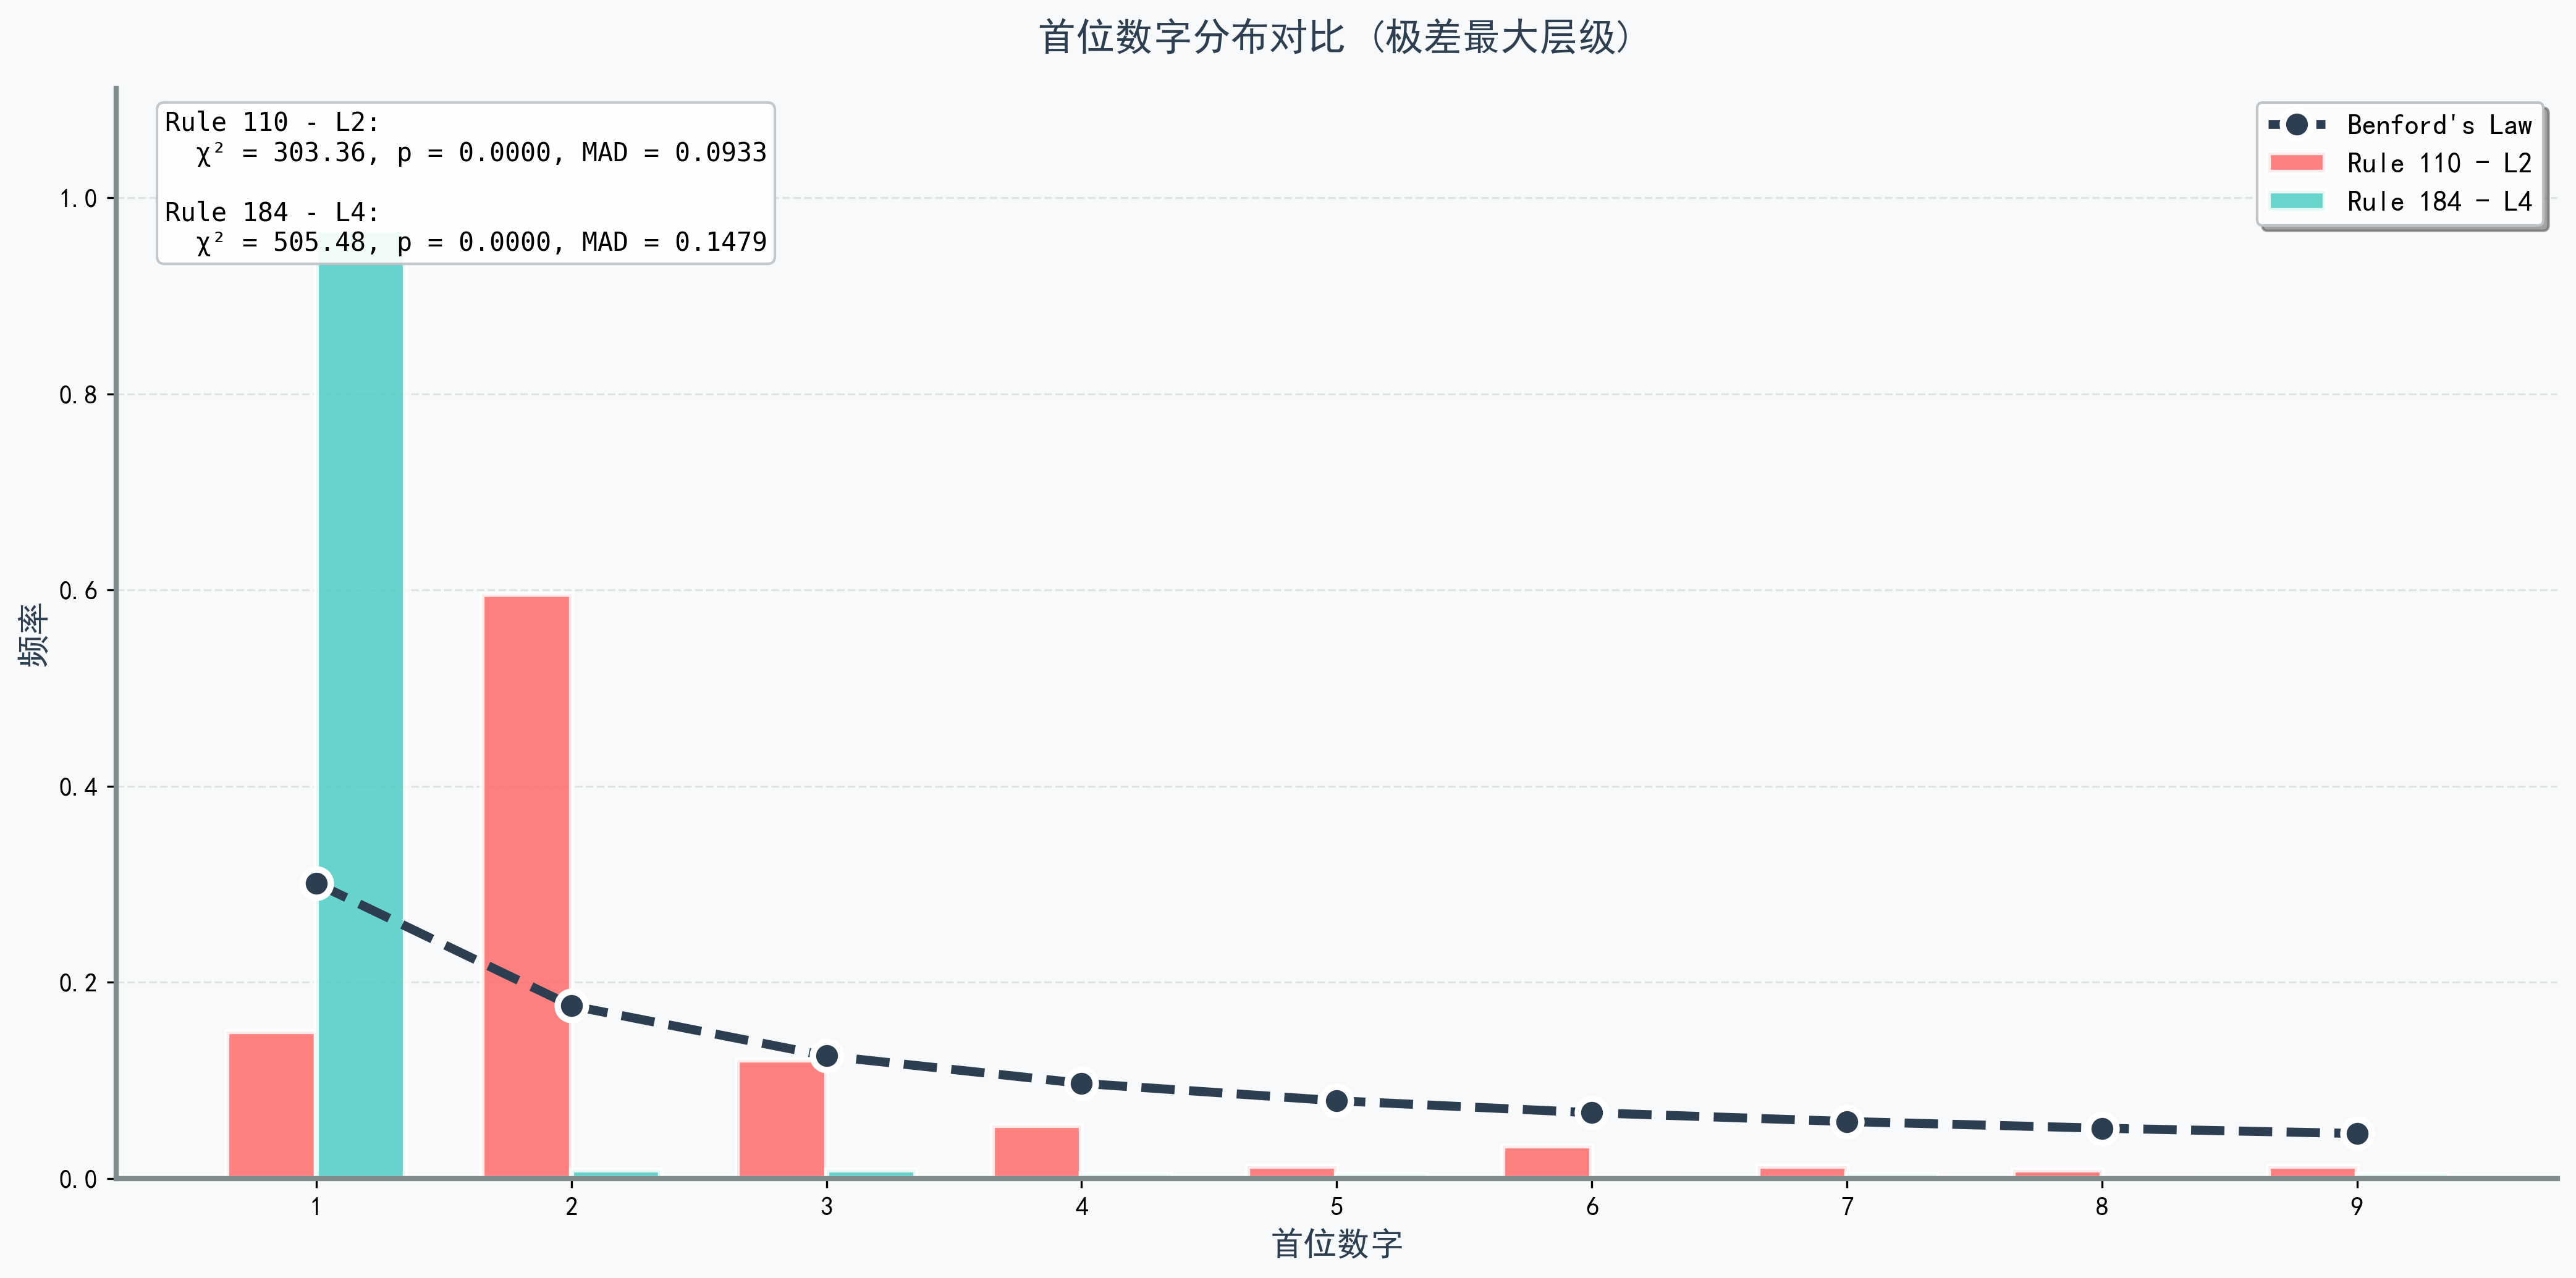 首位数字分布对比 (极差最大层级)
Rule 110 - L2:
χ² = 303.36, p = 0.0000, MAD = 0.0933
Rule 184 - L4:
χ² = 505.48, p = 0.0000, MAD = 0.1479
Benford's Law
Rule 110 - L2
Rule 184 - L4
频率
1.0
0.8
0.6
0.4
0.2
0.0
1 2 3 4 5 6 7 8 9
首位数字